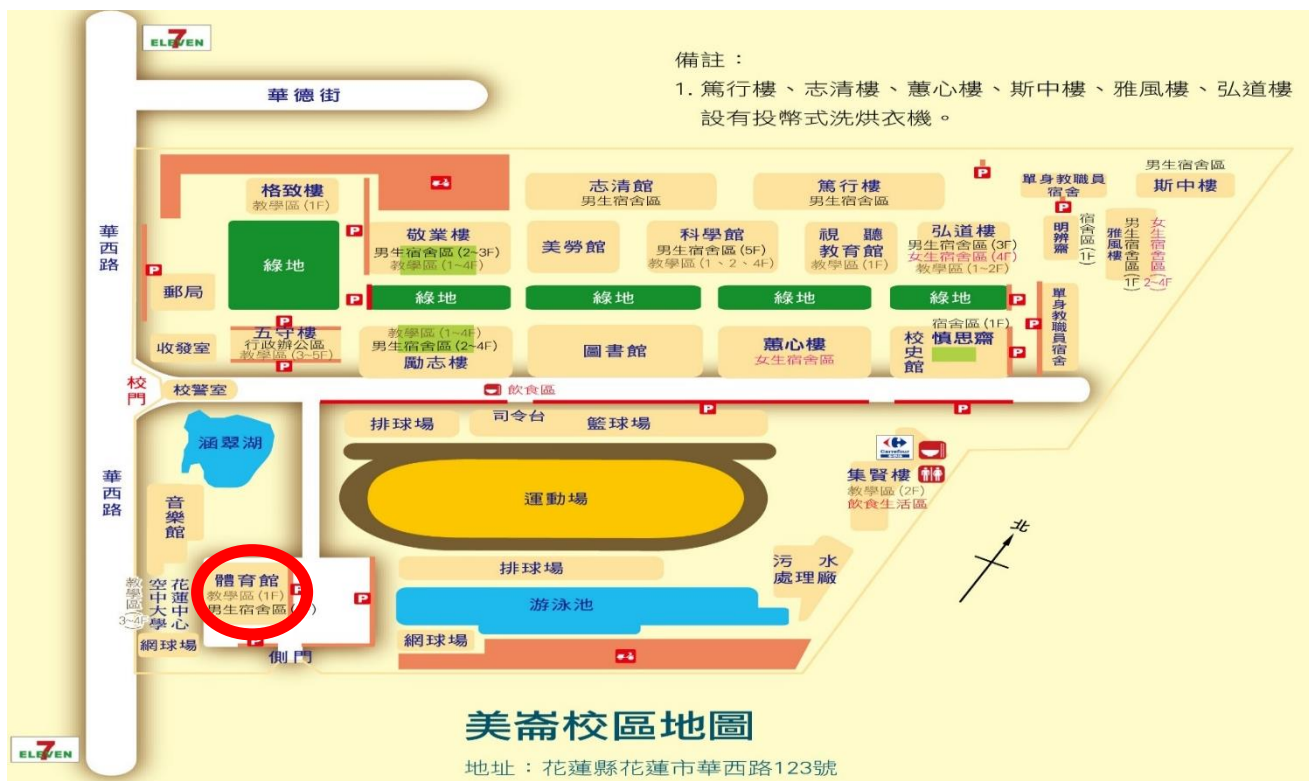 7
ELEVEN
華德街
備註：
1. 篤行樓、志清樓、蕙心樓、斯中樓、雅風樓、弘道樓
設有投幣式洗烘衣機。
華西路
格致樓
教學區(1F)
志清館
男生宿舍區
篤行樓
男生宿舍區
P
單身教職員
宿舍
男生宿舍區
斯中樓
P
綠地
P
敬業樓
男生宿舍區(2~3F)
教學區(1~4F)
美勞館
科學館
男生宿舍區(5F)
教學區(1、2、4F)
視聽
教育館
教學區(1F)
弘道樓
男生宿舍區(3F)
女生宿舍區(4F)
教學區(1~2F)
明辨齋
宿舍區(1F)
雅風樓
男生宿舍區(1F)
女生宿舍區(2~4F)
P
郵局
P
綠地
綠地
綠地
綠地
P
單身教職員宿舍
P
五守樓
行政辦公區
教學區(3~5F)
P
收發室
教學區(1~4F)
男生宿舍區(2~4F)
勵志樓
圖書館
蕙心樓
女生宿舍區
校史館
宿舍區(1F)
慎思齋
P
P
校門
校警室
飲食區
排球場
司令台
籃球場
P
P
涵翠湖
華西路
音樂館
運動場
Carrefour
集賢樓
教學區(2F)
飲食生活區
北
污水
處理廠
體育館
教學區(1F)
男生宿舍區
P
P
P
教學區
3~4F
空中大學
花蓮中心
網球場
側門
排球場
游泳池
網球場
美崙校區地圖
地址：花蓮縣花蓮市華西路123號
7
ELEVEN